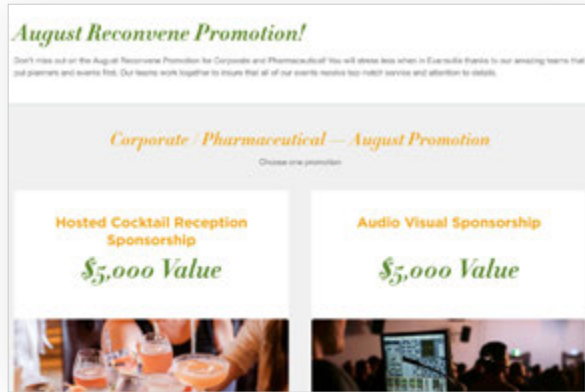 August Reconvene Promotion!
Don't miss out on the August Reconvene Promotion for Corporate and Pharmaceutical! You will stress less when in Evansville thanks to our amazing teams that
put planners and events first. Our teams work together to insure that all of our events receive top notch service and attention to details.
Corporate / Pharmaceutical — August Promotion
Choose one promotion
Hosted Cocktail Reception
Sponsorship
$5,000 Value
Audio Visual Sponsorship
$5,000 Value